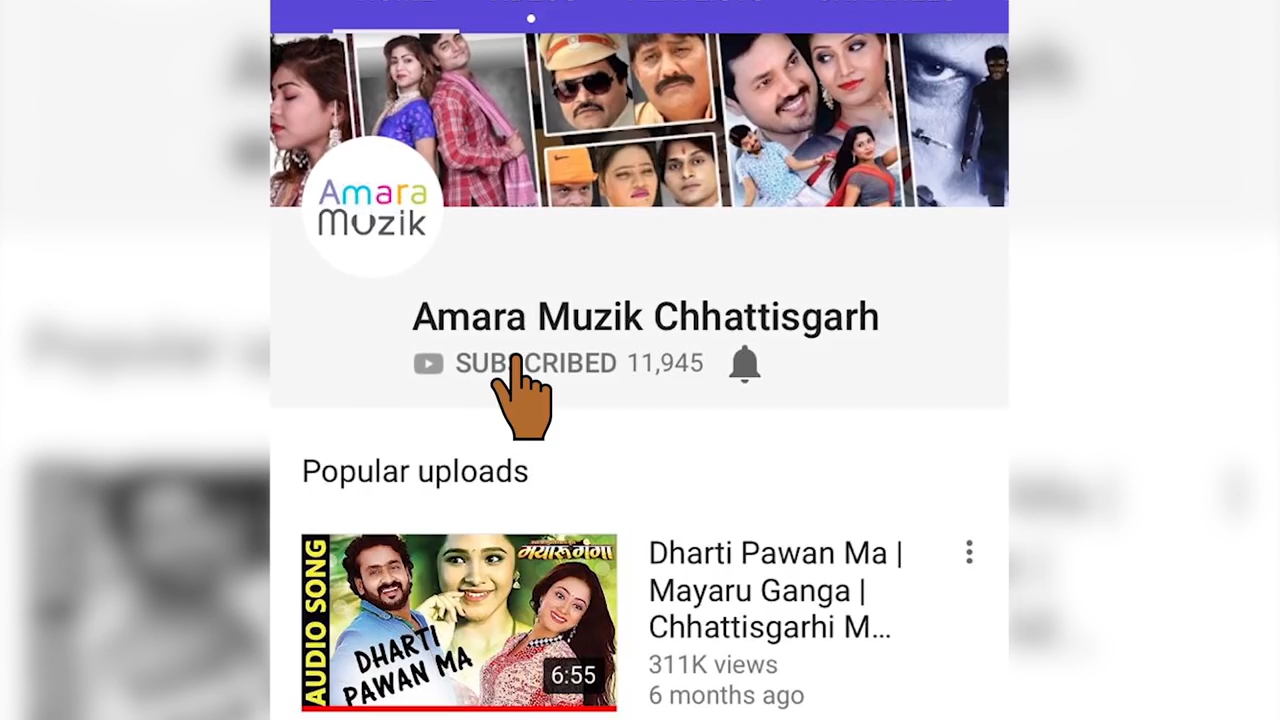 Amara
Muzik
Amara Muzik Chhattisgarh
SUBSCRIBED 11,945
Popular uploads
AUDIO SONG
मयारू गंगा
DHARTI
PAWAN MA
6:55
Dharti Pawan Ma |
Mayaru Ganga |
Chhattisgarhi M...
311K views
6 months ago